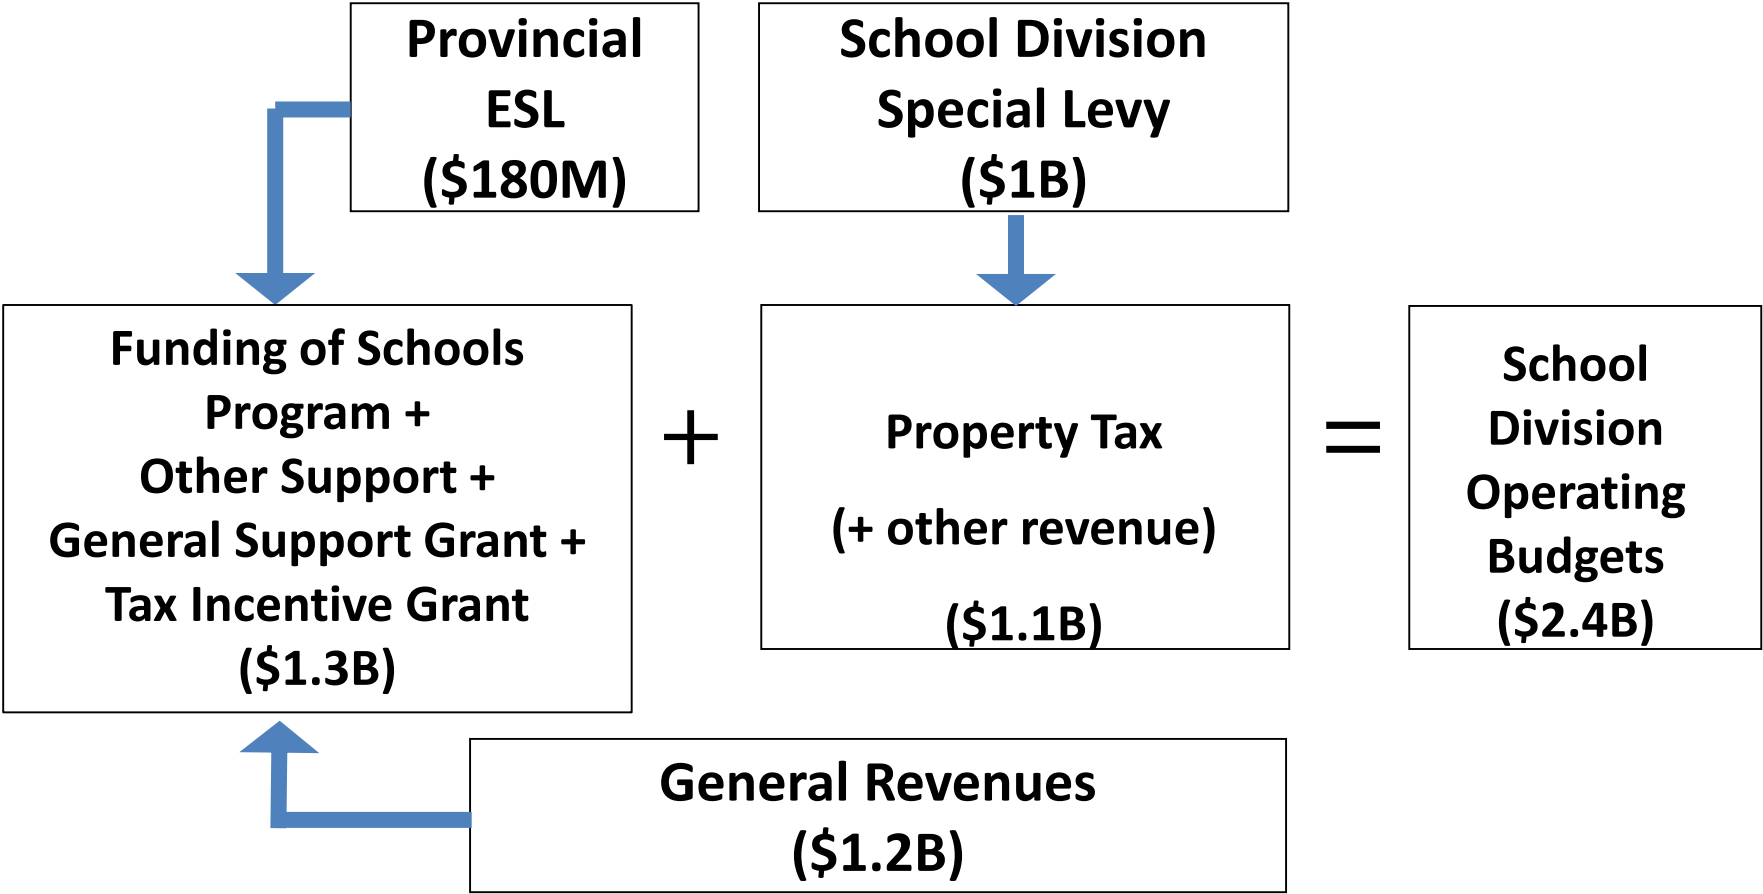 Provincial
ESL
($180M)
School Division
Special Levy
($1B)
Funding of Schools
Program +
Other Support +
General Support Grant +
Tax Incentive Grant
($1.3B)
+
Property Tax
(+ other revenue)
($1.1B)
=
School
Division
Operating
Budgets
($2.4B)
General Revenues
($1.2B)